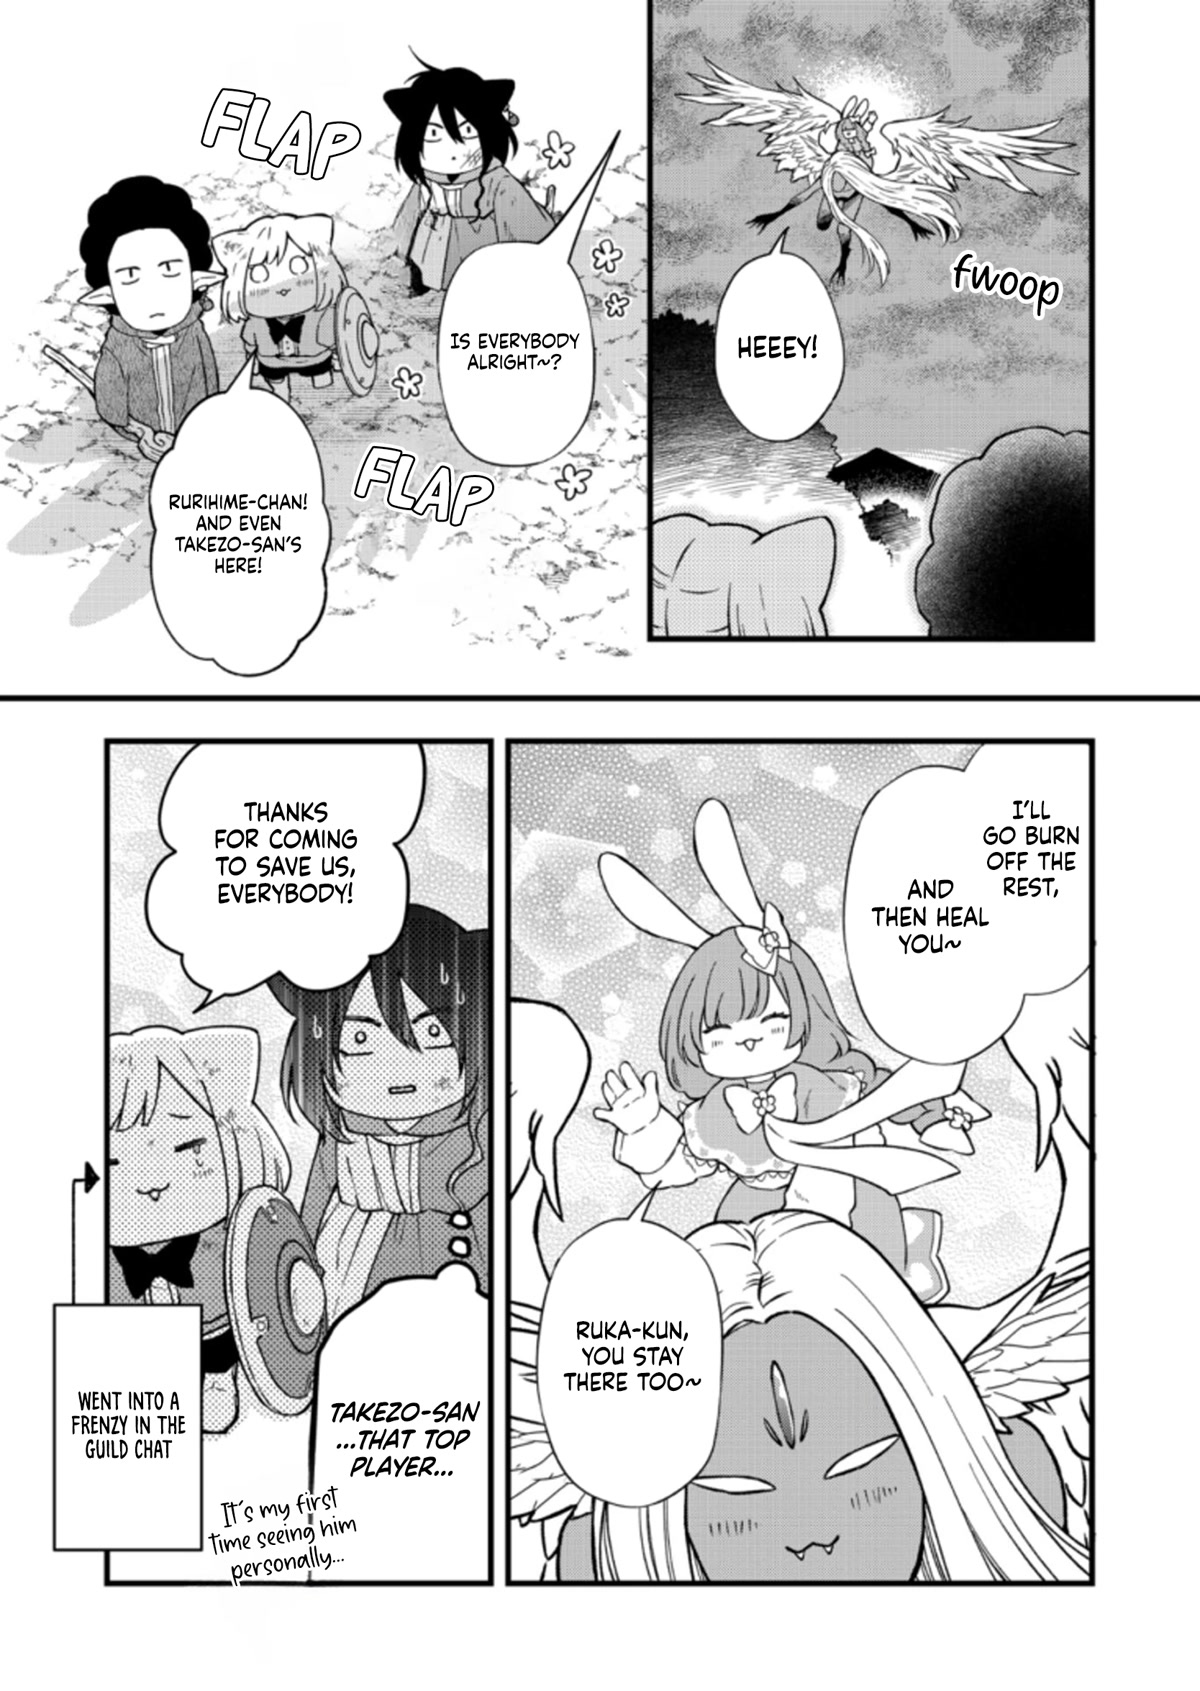 HEEEY!
fwoop
FLAP
IS EVERYBODY
ALRIGHT~?
FLAP
RURIHIME-CHAN!
AND EVEN
TAKEZO-SAN'S
HERE!
I'LL
GO BURN
OFF THE
REST,
AND
THEN HEAL
YOU~
RUKA-KUN,
YOU STAY
THERE TOO~
THANKS
FOR COMING
TO SAVE US,
EVERYBODY!
TAKEZO-SAN
...THAT TOP
PLAYER...
It's my first
time seeing him
personally...
WENT INTO A
FRENZY IN THE
GUILD CHAT